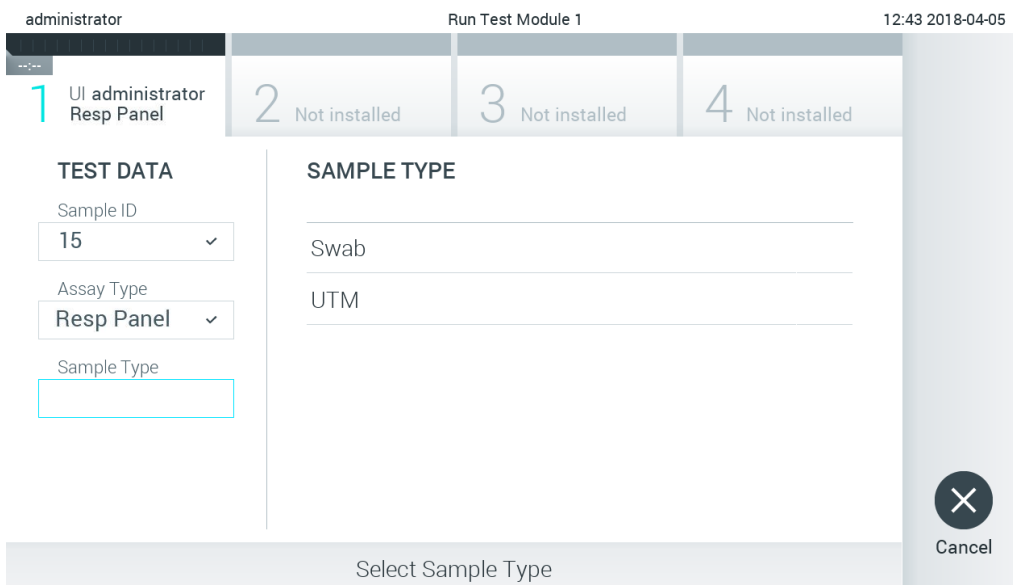 administrator
Run Test Module 1
12:43 2018-04-05
--:--
1
UI administrator
Resp Panel
2 Not installed
3 Not installed
4 Not installed
TEST DATA
Sample ID
15
Assay Type
Resp Panel
Sample Type
SAMPLE TYPE
Swab
UTM
Cancel
Select Sample Type